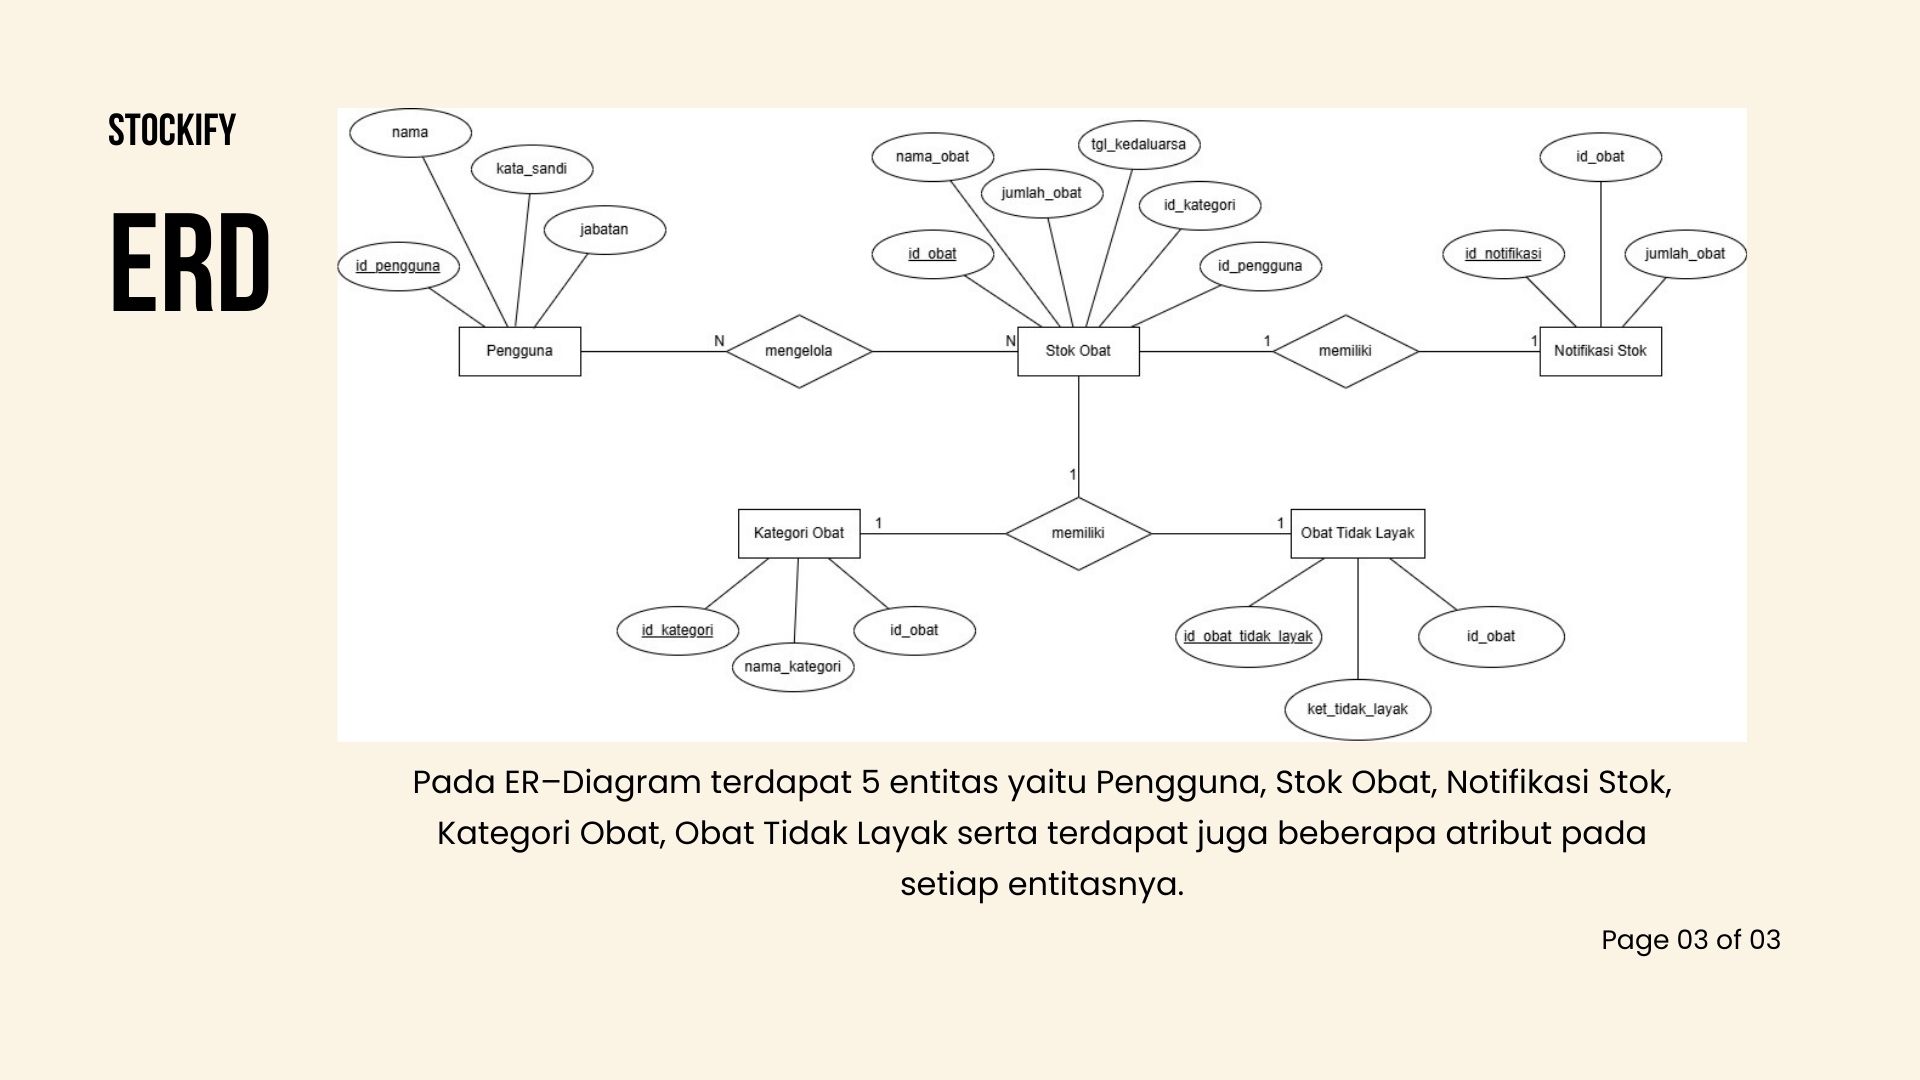 STOCKIFY
ERD
nama
kata_sandi
jabatan
id_pengguna
nama_obat
jumlah_obat
tgl_kedaluarsa
id_kategori
id_obat
id_pengguna
id_obat
id_notifikasi
jumlah_obat
Pengguna
N
mengelola
N
Stok Obat
1
memiliki
1
Notifikasi Stok
1
Kategori Obat
1
memiliki
1
Obat Tidak Layak
id_kategori
nama_kategori
id_obat
id_obat_tidak_layak
ket_tidak_layak
id_obat
Pada ER–Diagram terdapat 5 entitas yaitu Pengguna, Stok Obat, Notifikasi Stok,
Kategori Obat, Obat Tidak Layak serta terdapat juga beberapa atribut pada
setiap entitasnya.
Page 03 of 03